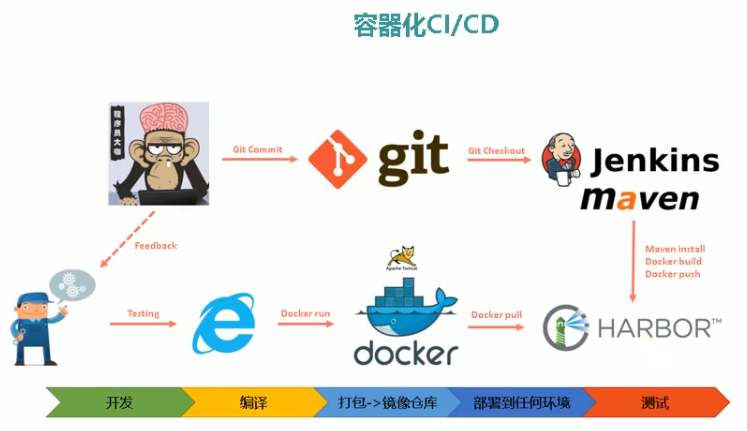 容器化CI/CD
程序员大咖
Git Commit
git
Git Checkout
Jenkins
maven
Feedback
Maven install
Docker build
Docker push
Apache Tomcat
Testing
Docker run
docker
Docker pull
HARBOR™
开发
编译
打包->镜像仓库
部署到任何环境
测试